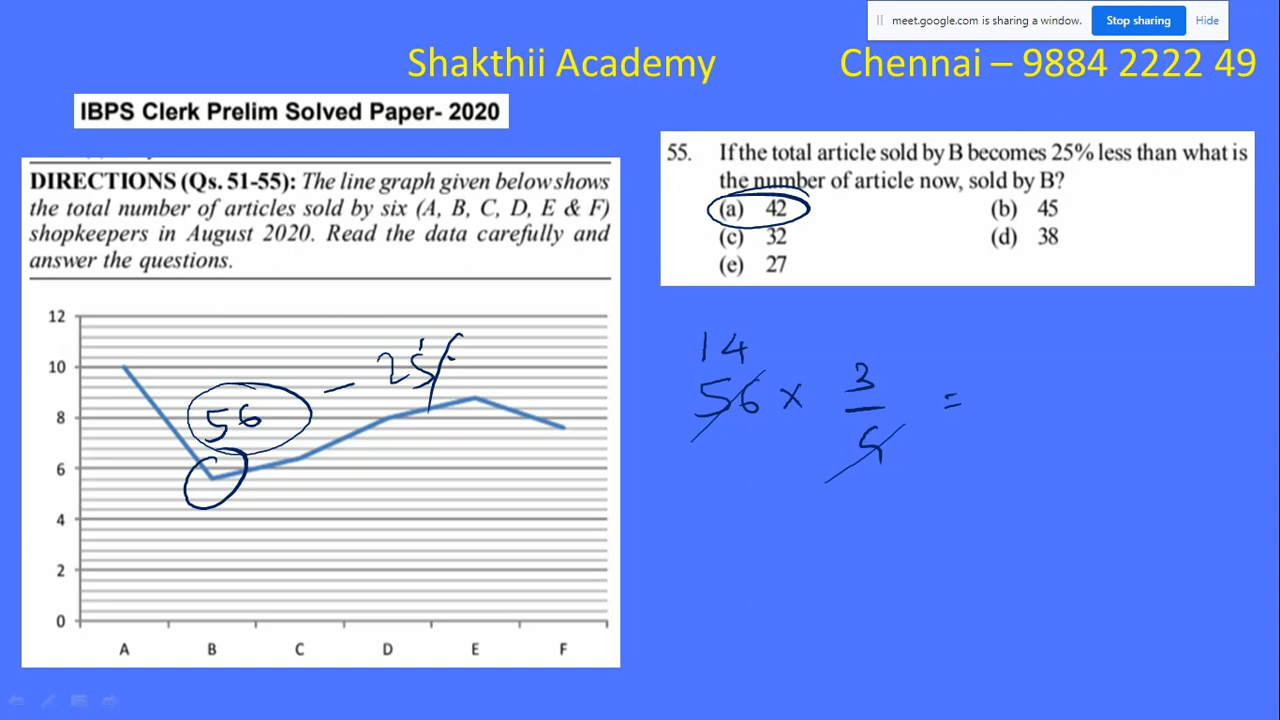 meet.google.com is sharing a window. Stop sharing Hide
Shakthii Academy Chennai – 9884 2222 49
IBPS Clerk Prelim Solved Paper- 2020
DIRECTIONS (Qs. 51-55): The line graph given below shows
the total number of articles sold by six (A, B, C, D, E & F)
shopkeepers in August 2020. Read the data carefully and
answer the questions.
12
10
8
6
4
2
0
A B C D E F
56 – 25%
55. If the total article sold by B becomes 25% less than what is
the number of article now, sold by B?
(a) 42 (b) 45
(c) 32 (d) 38
(e) 27
14
56 × 3
=